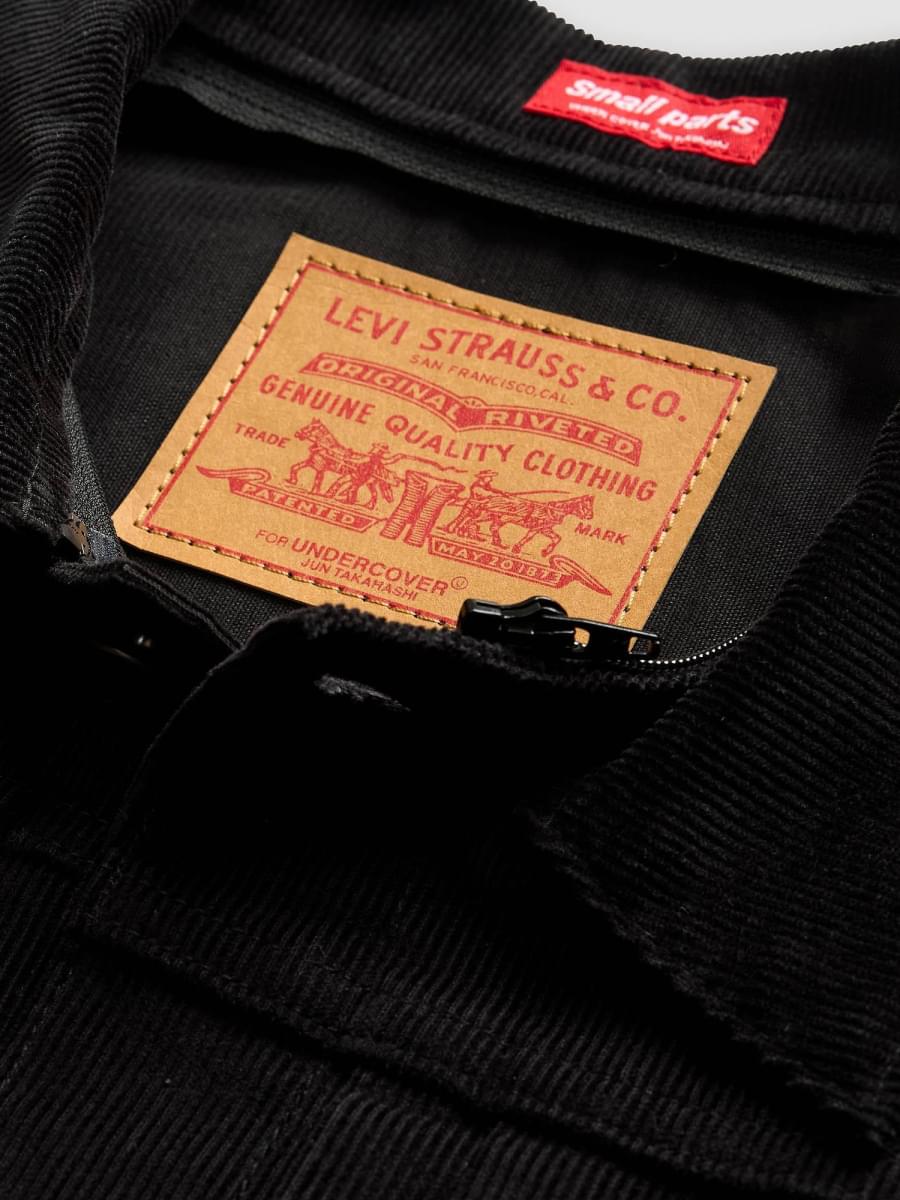 Small parts
LEVI STRAUSS & CO.
SAN FRANCISCO, CAL.
ORIGINAL RIVETED
GENUINE QUALITY CLOTHING
TRADE MARK
PATENTED MAY 20 1873
FOR UNDERCOVER Ⓤ
JUN TAKAHASHI